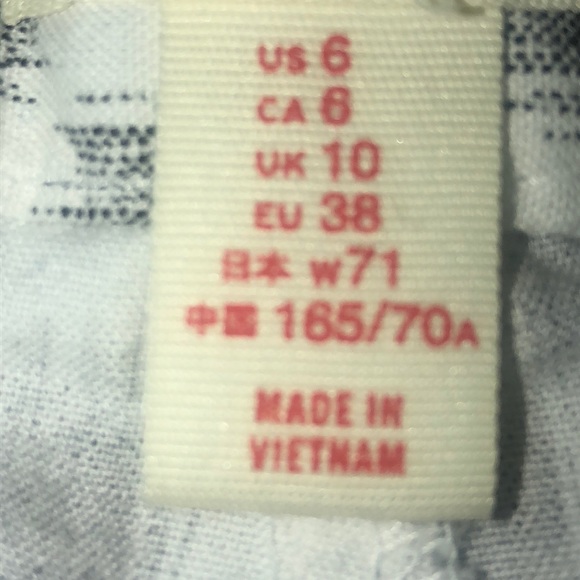 US 6
CA 6
UK 10
EU 38
日本 w71
中国 165/70A
MADE IN
VIETNAM